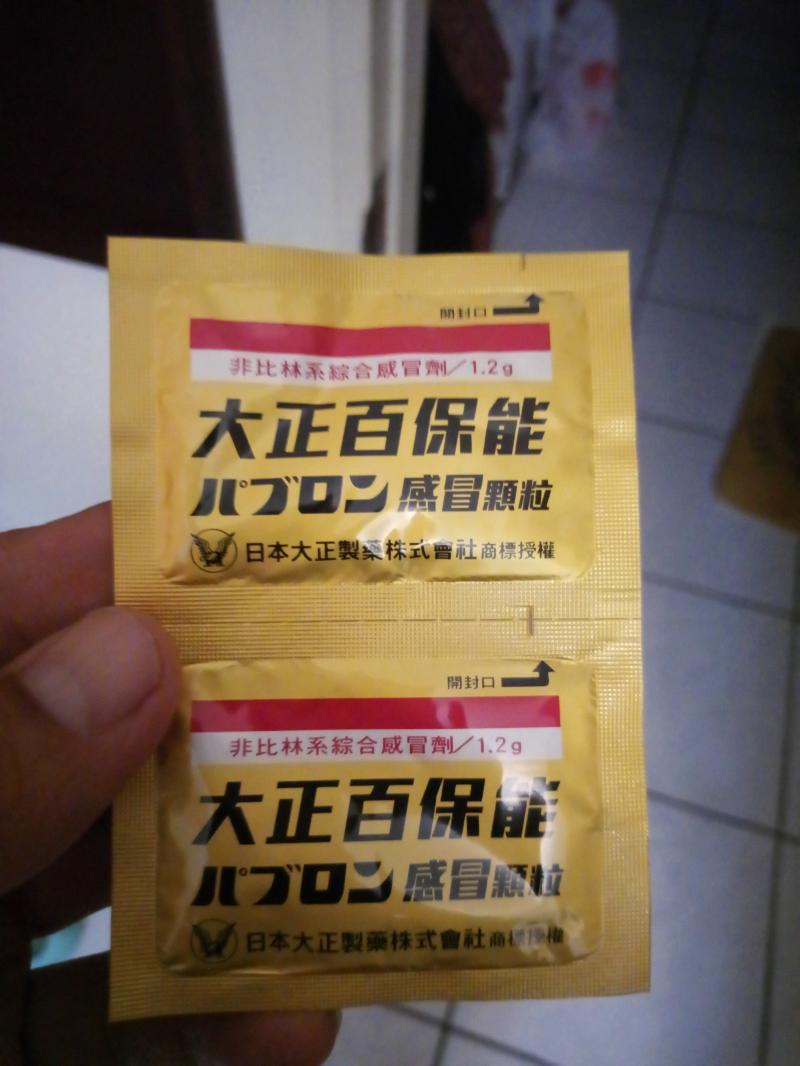 開封口
非比林系綜合感冒劑/1.2g
大正百保能
パブロン感冒顆粒
日本大正製藥株式會社商標授權
開封口
非比林系綜合感冒劑/1.2g
大正百保能
パブロン感冒顆粒
日本大正製藥株式會社商標授權